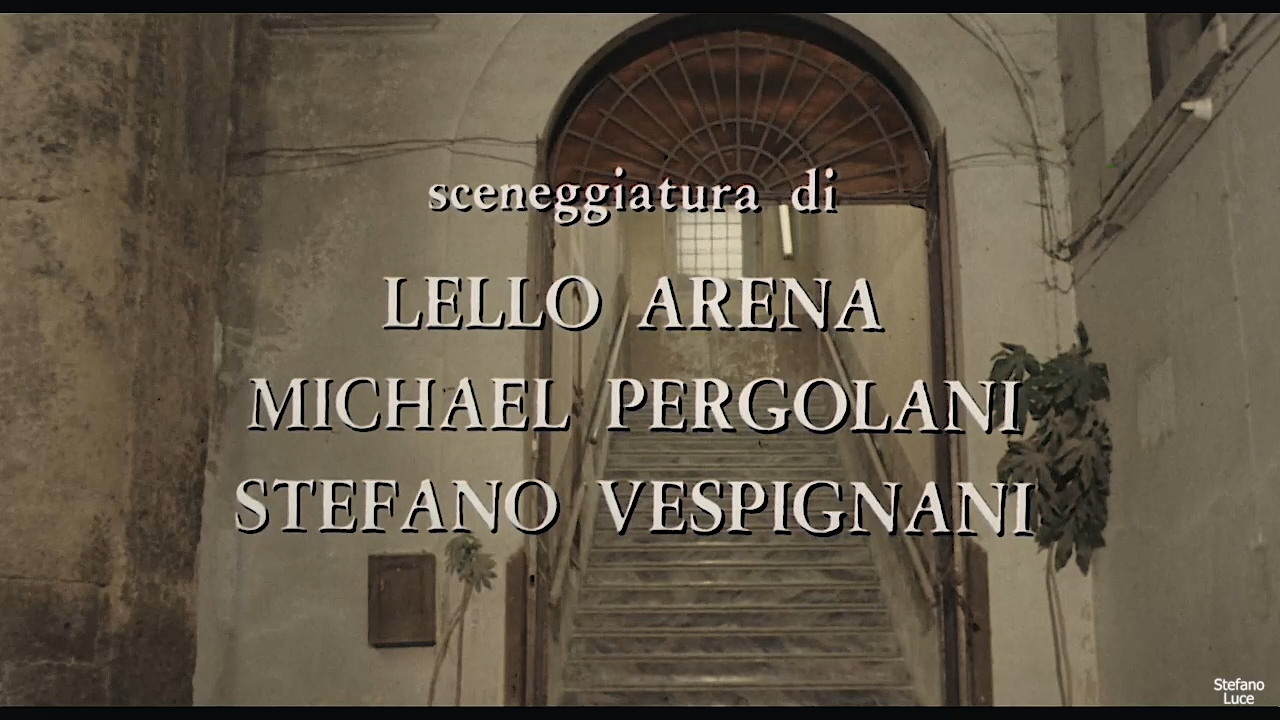 sceneggiatura di
LELLO ARENA
MICHAEL PERGOLANI
STEFANO VESPIGNANI
Stefano
Luce